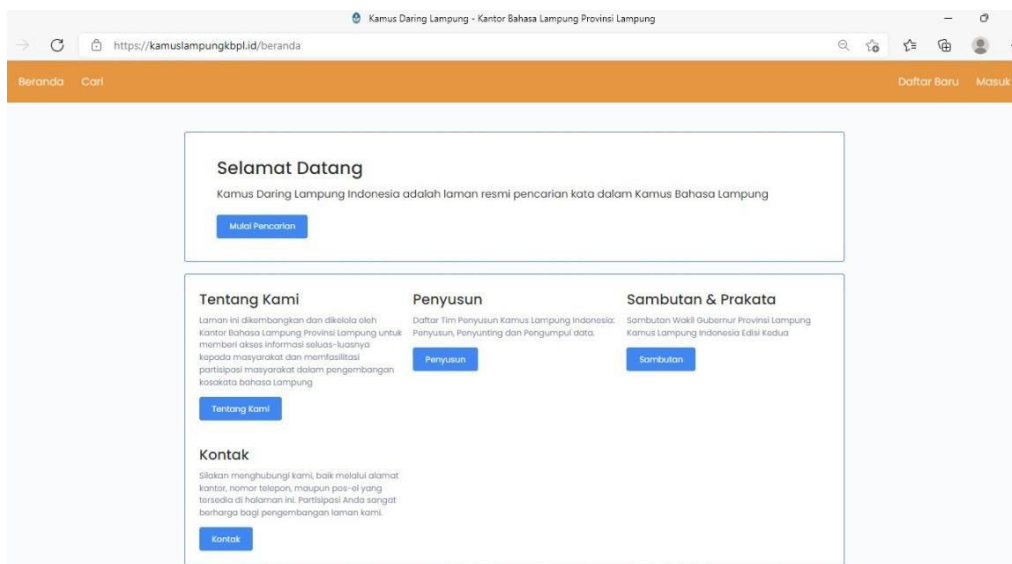 Kamus Daring Lampung - Kantor Bahasa Lampung Provinsi Lampung
https://kamuslampungkbpl.id/beranda
Beranda Cari Daftar Baru Masuk
Selamat Datang
Kamus Daring Lampung Indonesia adalah laman resmi pencarian kata dalam Kamus Bahasa Lampung
Mulai Pencarian
Tentang Kami
Laman ini dikembangkan dan dikelola oleh
Kantor Bahasa Lampung Provinsi Lampung untuk
memberi akses informasi seluas-luasnya
kepada masyarakat dan memfasilitasi
partisipasi masyarakat dalam pengembangan
kosakata bahasa Lampung
Tentang Kami
Penyusun
Daftar Tim Penyusun Kamus Lampung Indonesia:
Penyusun, Penyunting dan Pengumpul data.
Penyusun
Sambutan & Prakata
Sambutan Wakil Gubernur Provinsi Lampung
Kamus Lampung Indonesia Edisi Kedua
Sambutan
Kontak
Silakan menghubungi kami, baik melalui alamat
kantor, nomor telepon, maupun pos-el yang
tersedia di halaman ini. Partisipasi Anda sangat
berharga bagi pengembangan laman kami.
Kontak